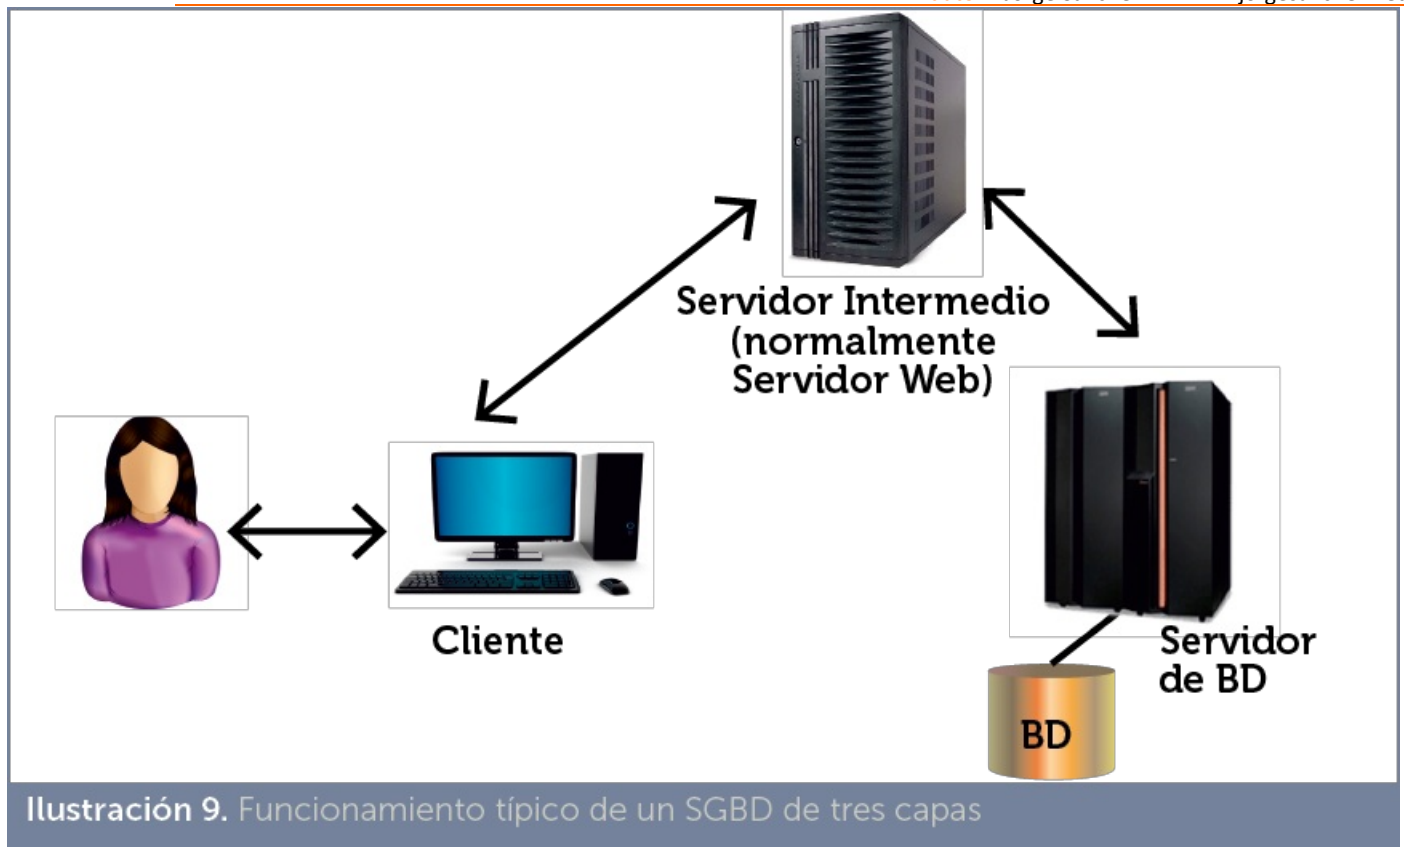 Servidor Intermedio
(normalmente
Servidor Web)
Cliente
Servidor
de BD
BD
Ilustración 9. Funcionamiento típico de un SGBD de tres capas